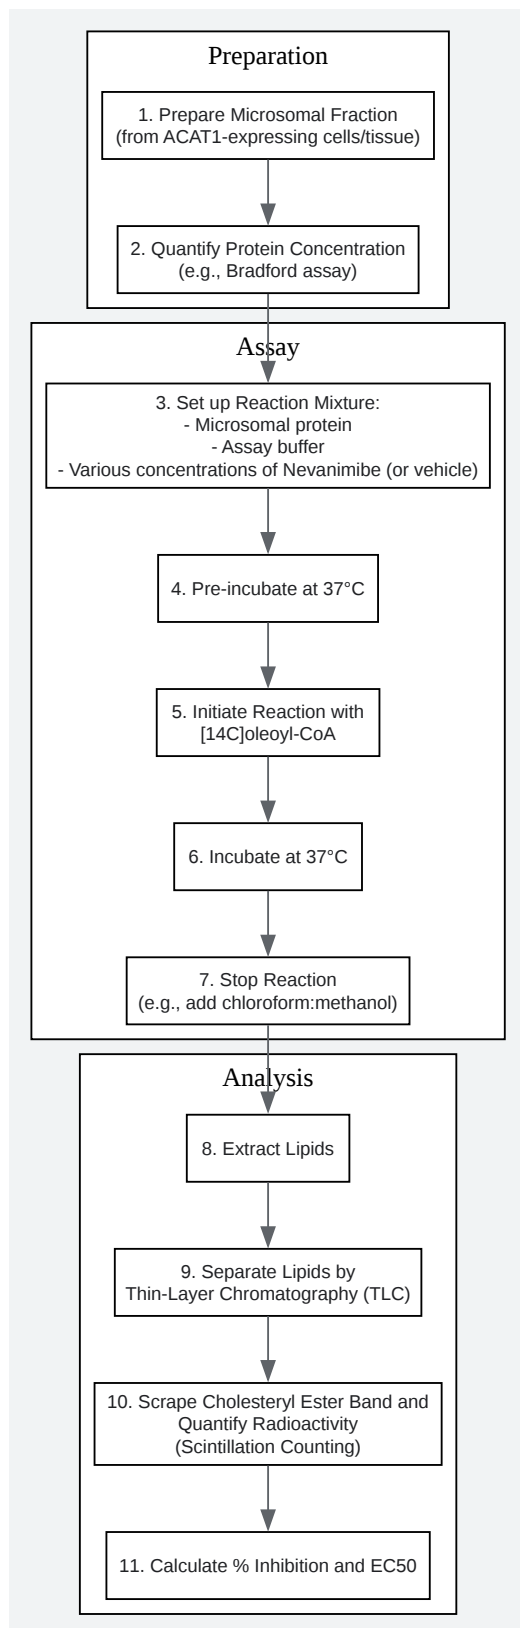 Preparation
1. Prepare Microsomal Fraction
(from ACAT1-expressing cells/tissue)
2. Quantify Protein Concentration
(e.g., Bradford assay)
Assay
3. Set up Reaction Mixture:
- Microsomal protein
- Assay buffer
- Various concentrations of Nevanimibe (or vehicle)
4. Pre-incubate at 37°C
5. Initiate Reaction with
[14C]oleoyl-CoA
6. Incubate at 37°C
7. Stop Reaction
(e.g., add chloroform:methanol)
Analysis
8. Extract Lipids
9. Separate Lipids by
Thin-Layer Chromatography (TLC)
10. Scrape Cholesteryl Ester Band and
Quantify Radioactivity
(Scintillation Counting)
11. Calculate % Inhibition and EC50